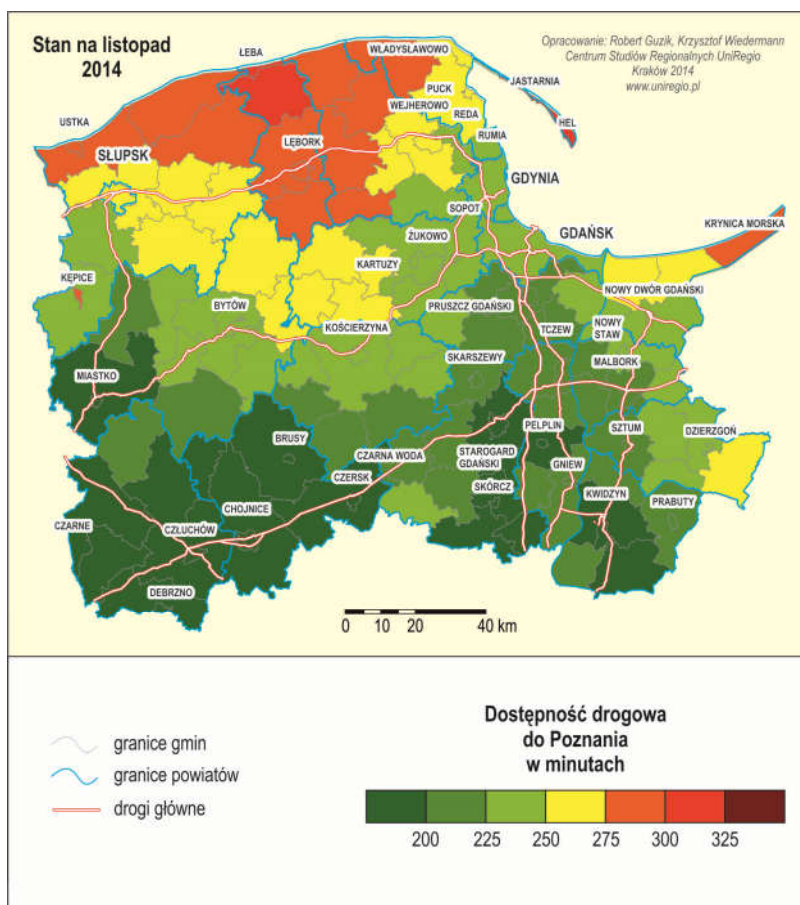 Stan na listopad
2014
Opracowanie: Robert Guzik, Krzysztof Wiedermann
Centrum Studiów Regionalnych UniRegio
Kraków 2014
www.uniregio.pl
ŁEBA
WŁADYSŁAWOWO
JASTARNIA
PUCK
WEJHEROWO
HEL
REDA
USTKA
RUMIA
LĘBORK
SŁUPSK
GDYNIA
SOPOT
KRYNICA MORSKA
GDAŃSK
ŻUKOWO
KARTUZY
KĘPICE
NOWY DWÓR GDAŃSKI
BYTÓW
PRUSZCZ GDAŃSKI
KOŚCIERZYNA
TCZEW
NOWY
STAW
SKARSZEWY
MALBORK
MIASTKO
PELPLIN
SZTUM
DZIERZGOŃ
BRUSY
CZARNA WODA
STAROGARD
GDAŃSKI
GNIEW
CZERSK
SKÓRCZ
KWIDZYN
PRABUTY
CHOJNICE
CZARNE
CZŁUCHÓW
DEBRZNO
0 10 20 40 km
granice gmin
granice powiatów
drogi główne
Dostępność drogowa
do Poznania
w minutach
200 225 250 275 300 325